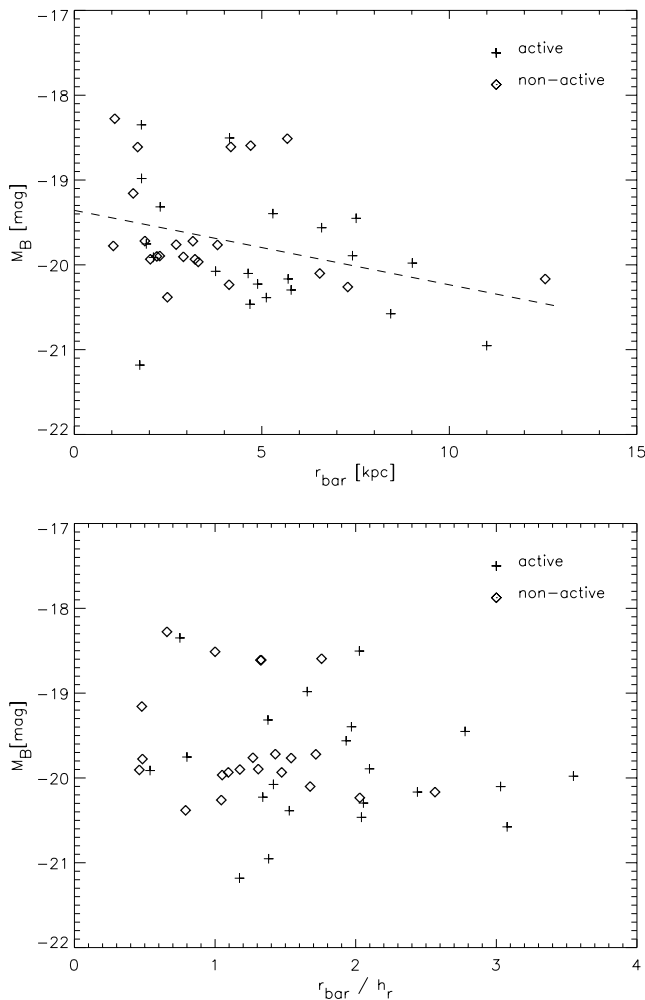 −17
−18
−19
−20
−21
−22
M_B [mag]
active
non−active
0
5
10
15
r_bar [kpc]
−17
−18
−19
−20
−21
−22
M_B[mag]
active
non−active
0
1
2
3
4
r_bar / h_r